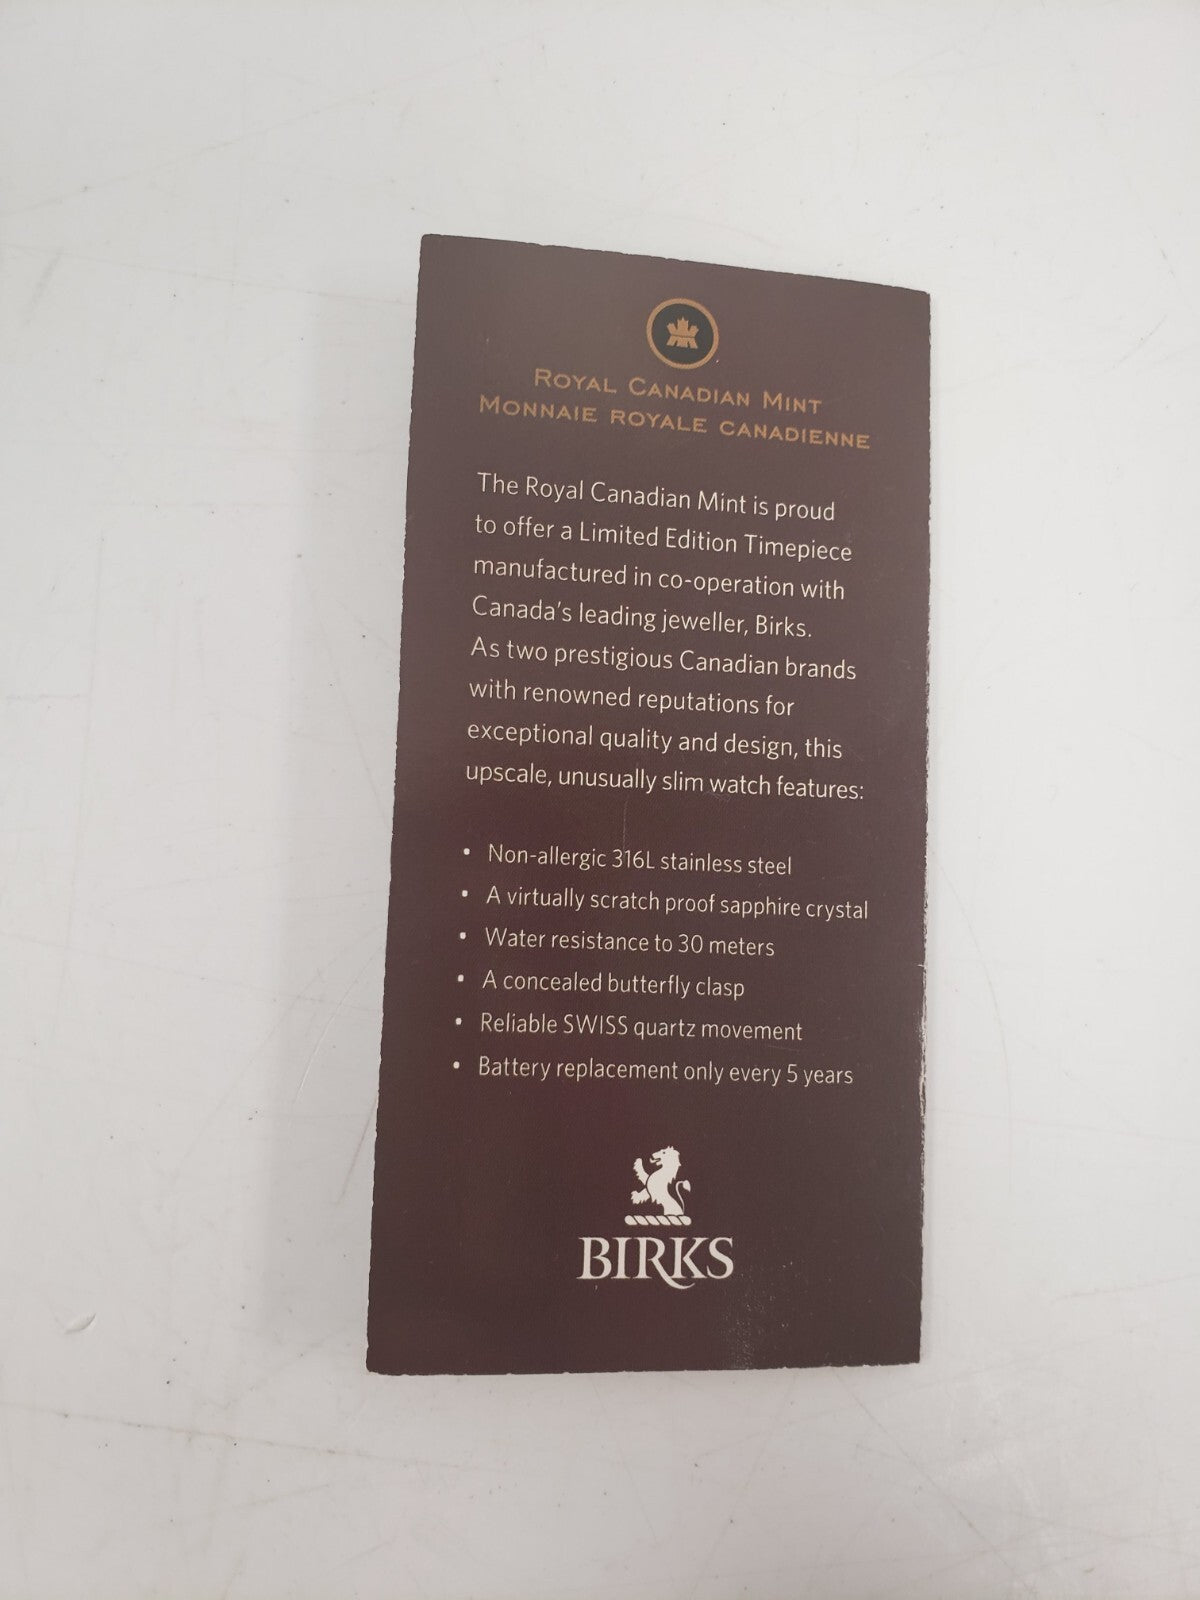 Royal Canadian Mint
Monnaie royale canadienne
The Royal Canadian Mint is proud
to offer a Limited Edition Timepiece
manufactured in co-operation with
Canada's leading jeweller, Birks.
As two prestigious Canadian brands
with renowned reputations for
exceptional quality and design, this
upscale, unusually slim watch features:
• Non-allergic 316L stainless steel
• A virtually scratch proof sapphire crystal
• Water resistance to 30 meters
• A concealed butterfly clasp
• Reliable SWISS quartz movement
• Battery replacement only every 5 years
BIRKS